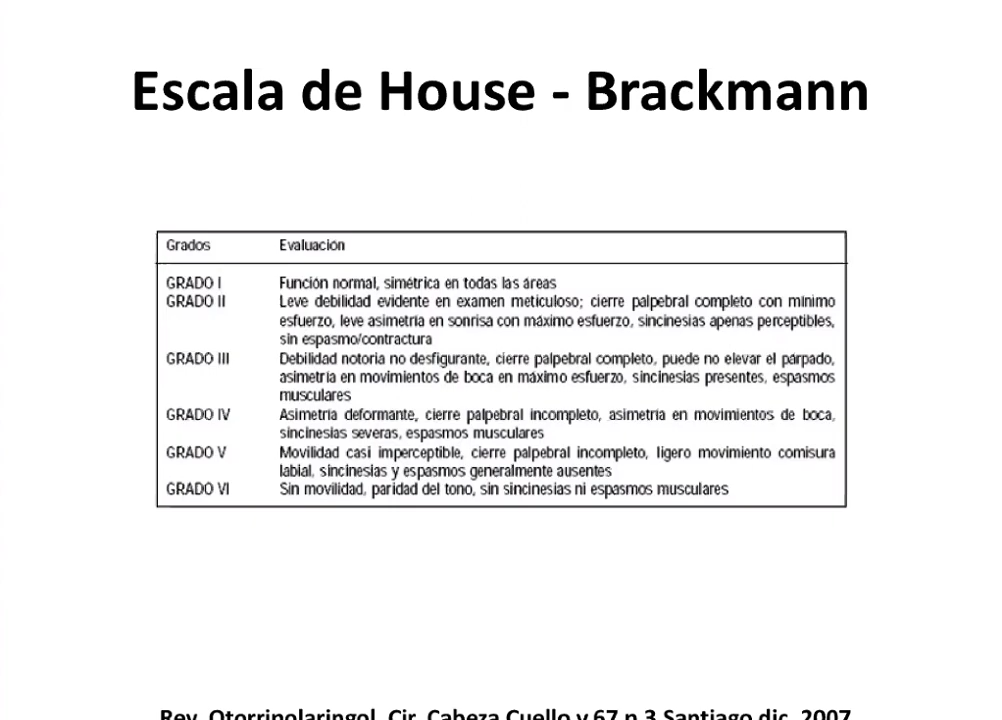 Escala de House - Brackmann
Grados Evaluación
GRADO I Función normal, simétrica en todas las áreas
GRADO II Leve debilidad evidente en examen meticuloso; cierre palpebral completo con mínimo
esfuerzo, leve asimetría en sonrisa con máximo esfuerzo, sincinesias apenas perceptibles,
sin espasmo/contractura
GRADO III Debilidad notoria no desfigurante, cierre palpebral completo, puede no elevar el párpado,
asimetría en movimientos de boca en máximo esfuerzo, sincinesias presentes, espasmos
musculares
GRADO IV Asimetría deformante, cierre palpebral incompleto, asimetría en movimientos de boca,
sincinesias severas, espasmos musculares
GRADO V Movilidad casi imperceptible, cierre palpebral incompleto, ligero movimiento comisura
labial, sincinesias y espasmos generalmente ausentes
GRADO VI Sin movilidad, paridad del tono, sin sincinesias ni espasmos musculares
Rev. Otorrinolaringol. Cir. Cabeza Cuello v.67 n.3 Santiago dic. 2007